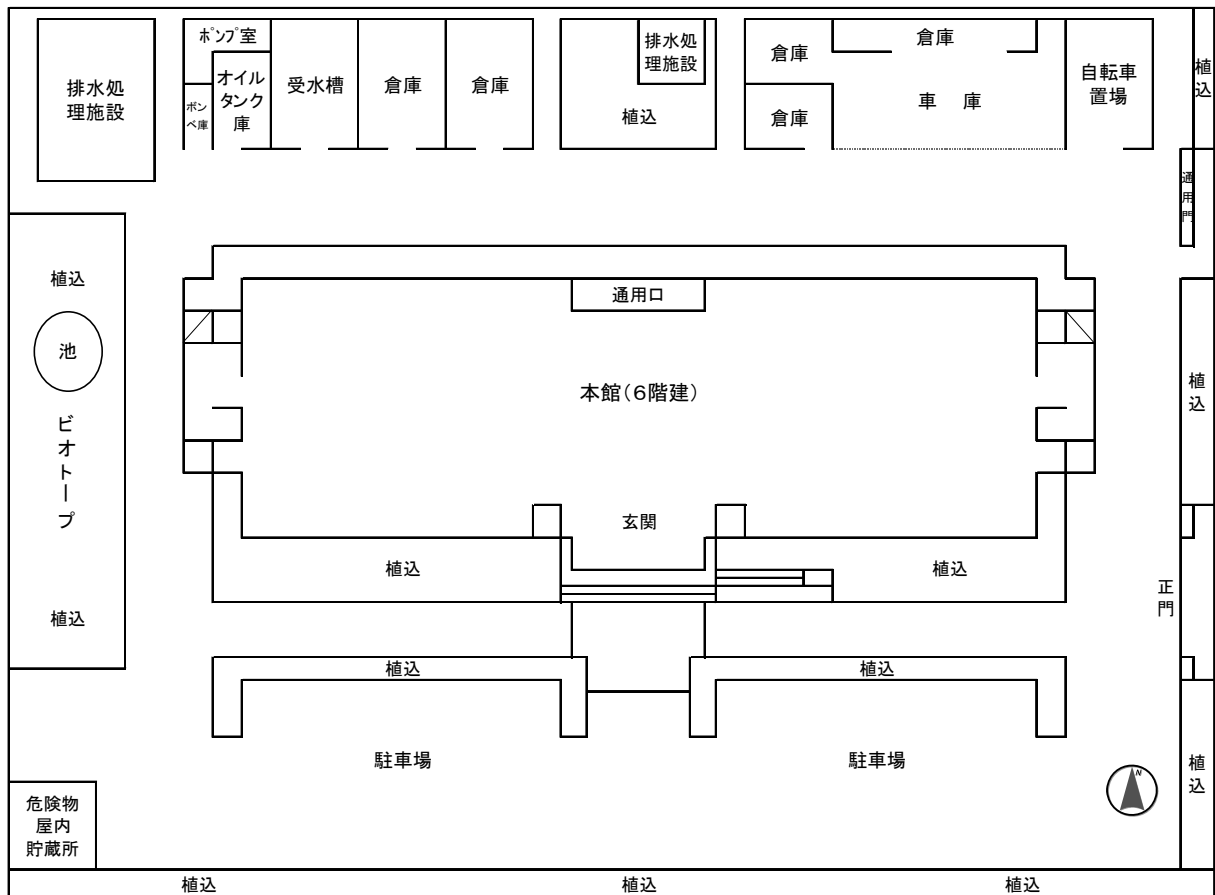 排水処
理施設
ポンプ室
ボン
ベ庫
オイル
タンク
庫
受水槽
倉庫
倉庫
排水処
理施設
植込
倉庫
倉庫
倉庫
車 庫
自転車
置場
植込
通用門
植込
池
ビオトープ
植込
通用口
本館(6階建)
玄関
植込
植込
植込
正門
植込
植込
駐車場
駐車場
植込
N
危険物
屋内
貯蔵所
植込
植込
植込